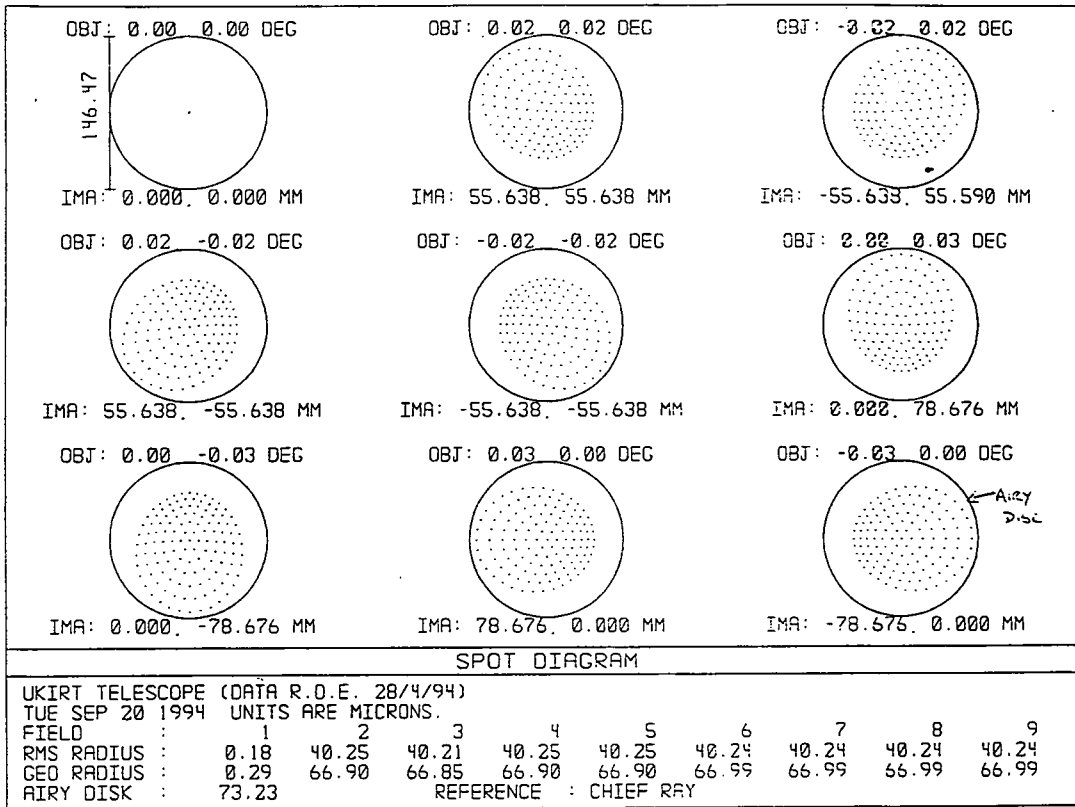 OBJ: 0.00 0.00 DEG
OBJ: 0.02 0.02 DEG
OBJ: -0.02 0.02 DEG
146.47
IMA: 0.000, 0.000 MM
IMA: 55.638, 55.638 MM
IMA: -55.638, 55.590 MM
OBJ: 0.02 -0.02 DEG
OBJ: -0.02 -0.02 DEG
OBJ: 0.00 0.03 DEG
IMA: 55.638, -55.638 MM
IMA: -55.638, -55.638 MM
IMA: 0.000, 78.676 MM
OBJ: 0.00 -0.03 DEG
OBJ: 0.03 0.00 DEG
OBJ: -0.03 0.00 DEG
AIRY
DISC
IMA: 0.000, -78.676 MM
IMA: 78.676, 0.000 MM
IMA: -78.676, 0.000 MM
SPOT DIAGRAM
UKIRT TELESCOPE (DATA R.O.E. 28/4/94)
TUE SEP 20 1994 UNITS ARE MICRONS.
FIELD : 1 2 3 4 5 6 7 8 9
RMS RADIUS : 0.18 40.25 40.21 40.25 40.25 40.24 40.24 40.24 40.24
GEO RADIUS : 0.29 66.90 66.85 66.90 66.90 66.99 66.99 66.99 66.99
AIRY DISK : 73.23 REFERENCE : CHIEF RAY